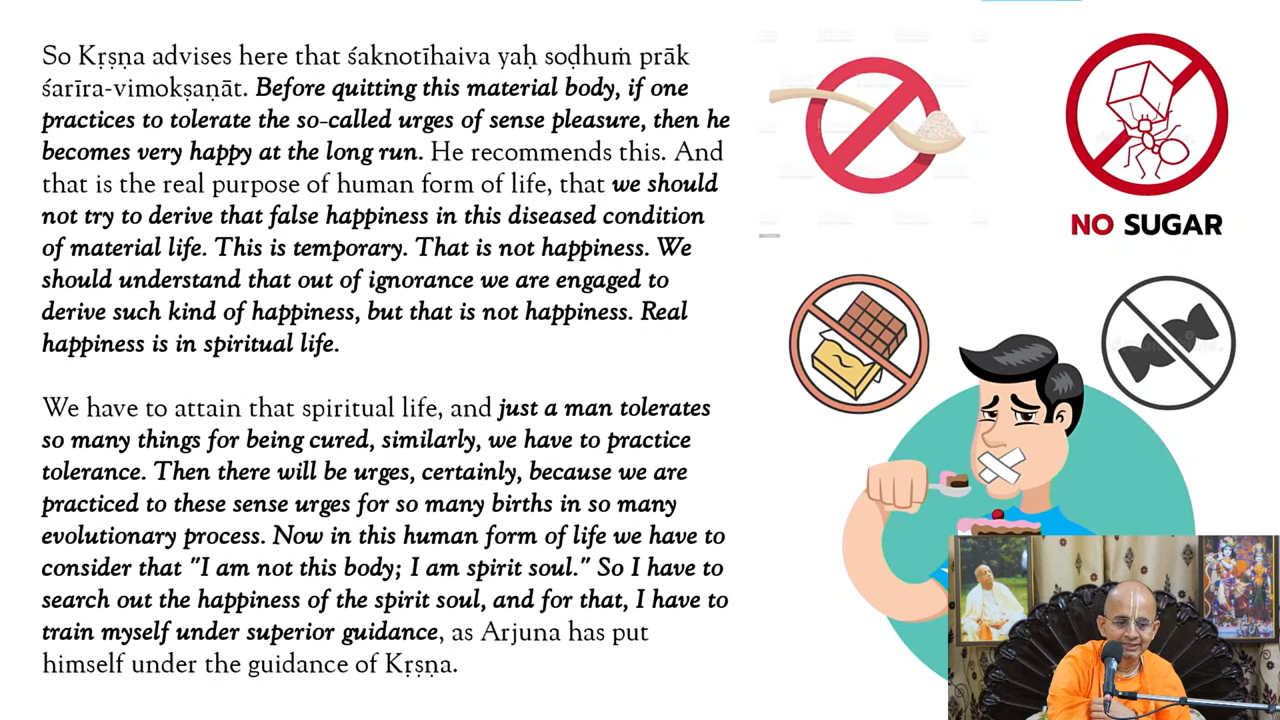 So Kṛṣṇa advises here that śaknotīhaiva yaḥ soḍhuṁ prāk
śarīra-vimokṣaṇāt. Before quitting this material body, if one
practices to tolerate the so-called urges of sense pleasure, then he
becomes very happy at the long run. He recommends this. And
that is the real purpose of human form of life, that we should
not try to derive that false happiness in this diseased condition
of material life. This is temporary. That is not happiness. We
should understand that out of ignorance we are engaged to
derive such kind of happiness, but that is not happiness. Real
happiness is in spiritual life.
We have to attain that spiritual life, and just a man tolerates
so many things for being cured, similarly, we have to practice
tolerance. Then there will be urges, certainly, because we are
practiced to these sense urges for so many births in so many
evolutionary process. Now in this human form of life we have to
consider that "I am not this body; I am spirit soul." So I have to
search out the happiness of the spirit soul, and for that, I have to
train myself under superior guidance, as Arjuna has put
himself under the guidance of Kṛṣṇa.
NO SUGAR